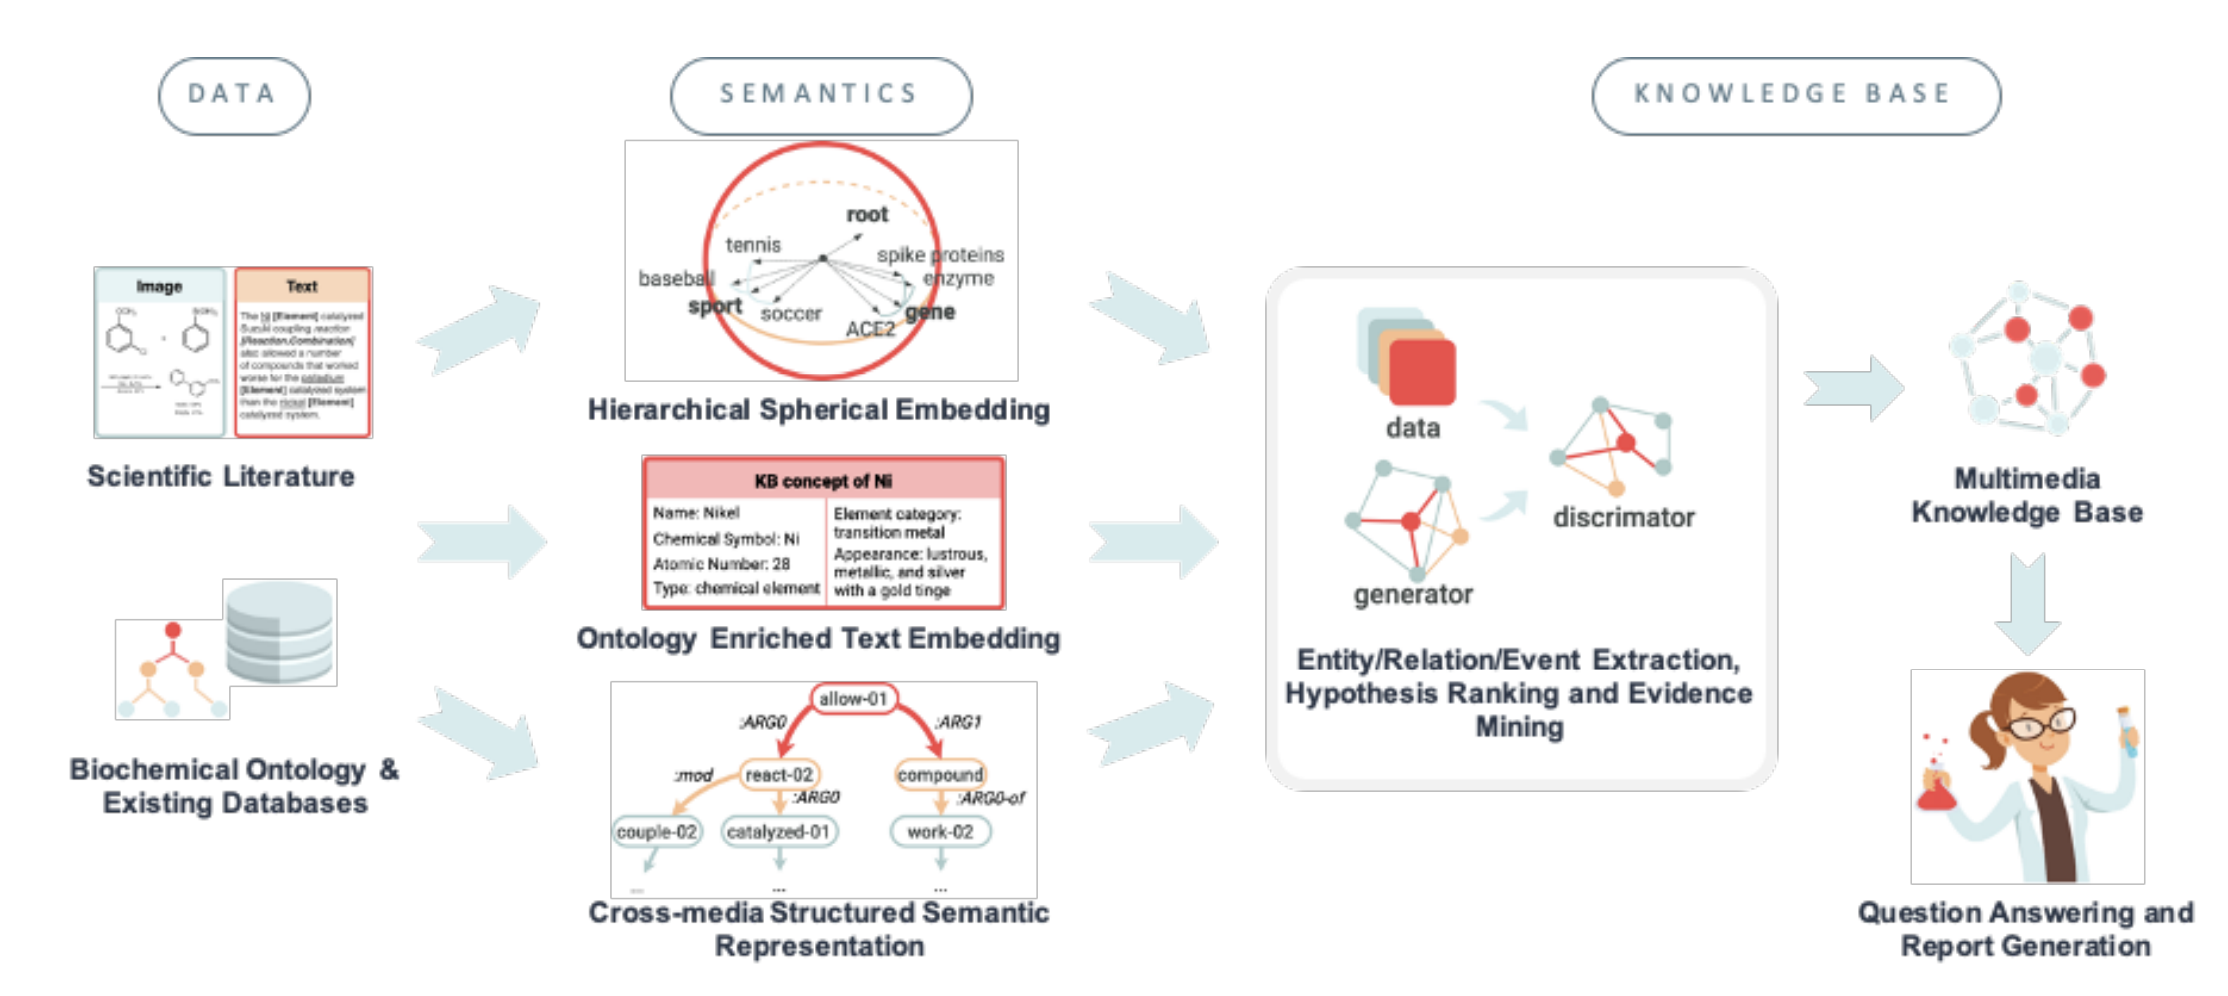 DATA
SEMANTICS
KNOWLEDGE BASE
Image
Text
The Ni [Element] catalyzed
Suzuki coupling reaction
[Reaction.Combination]
also allowed a number
of compounds that worked
worse for the palladium
[Element] catalyzed system
than the nickel [Element]
catalyzed system.
Scientific Literature
Biochemical Ontology &
Existing Databases
root
tennis
spike proteins
baseball
enzyme
sport
soccer
gene
ACE2
Hierarchical Spherical Embedding
KB concept of Ni
Name: Nikel
Chemical Symbol: Ni
Atomic Number: 28
Type: chemical element
Element category:
transition metal
Appearance: lustrous,
metallic, and silver
with a gold tinge
Ontology Enriched Text Embedding
allow-01
:ARG0
:ARG1
:mod
react-02
compound
:ARG0
:ARG0-of
couple-02
catalyzed-01
work-02
...
...
...
Cross-media Structured Semantic
Representation
data
discrimator
generator
Entity/Relation/Event Extraction,
Hypothesis Ranking and Evidence
Mining
Multimedia
Knowledge Base
Question Answering and
Report Generation